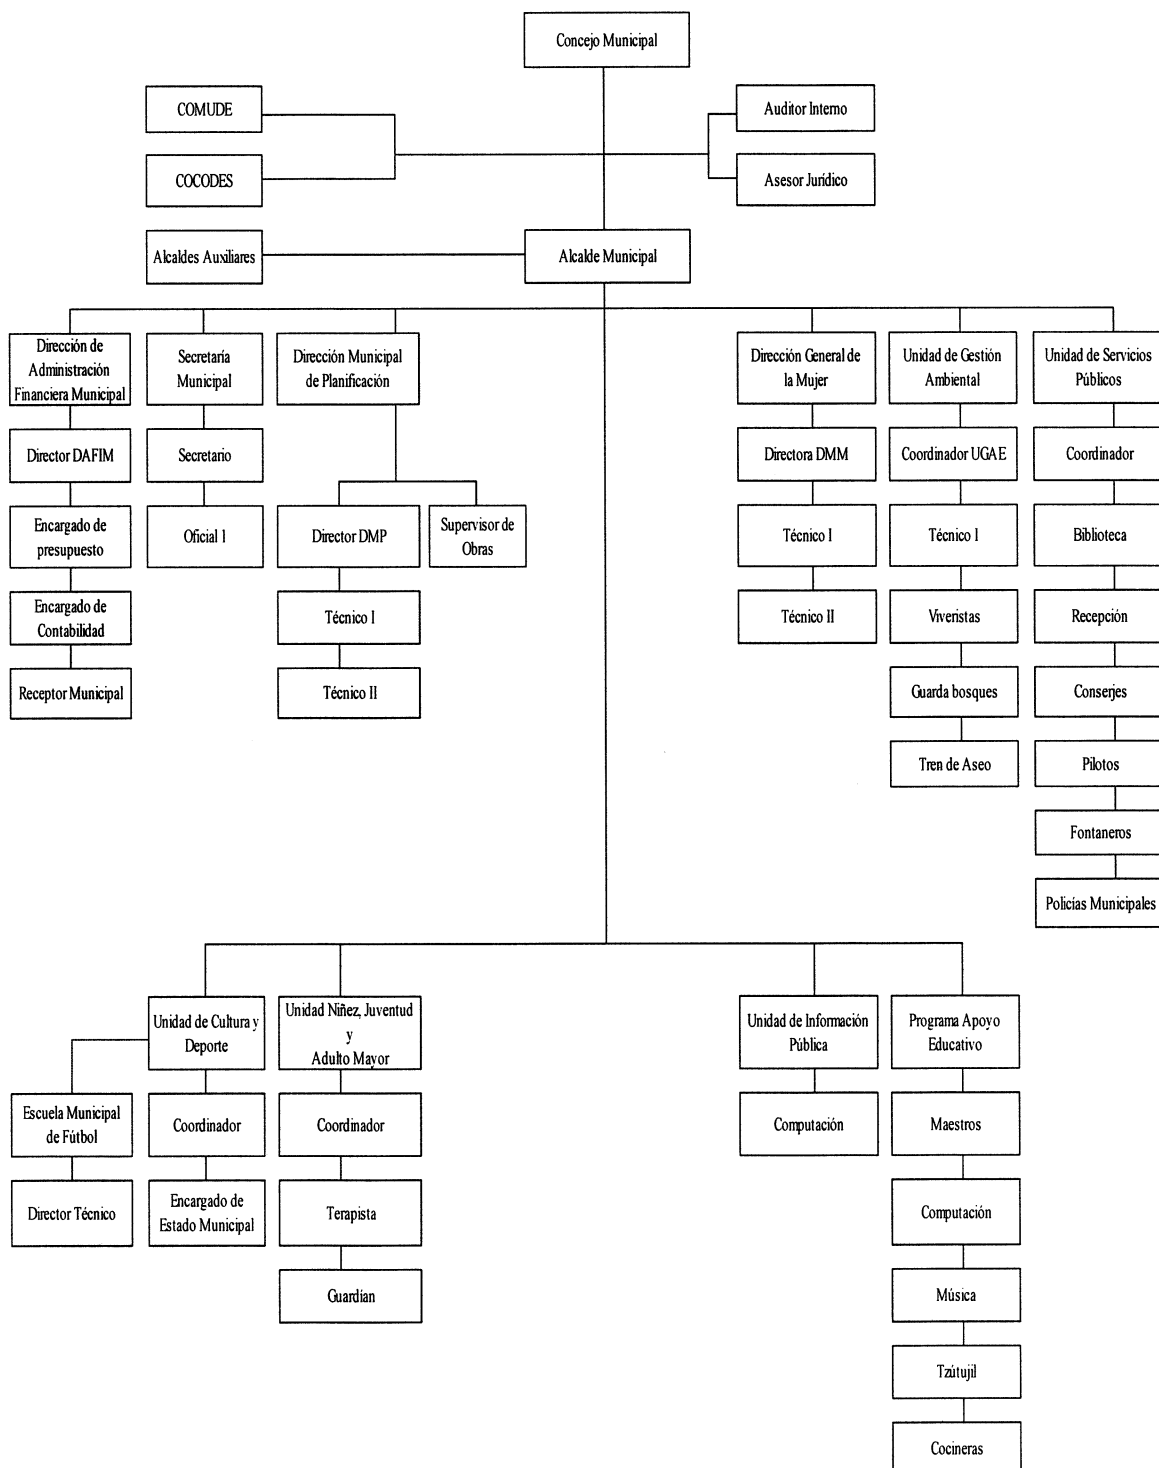 Concejo Municipal
COMUDE
Auditor Interno
COCODES
Asesor Jurídico
Alcaldes Auxiliares
Alcalde Municipal
Dirección de
Administración
Financiera Municipal
Secretaría
Municipal
Dirección Municipal
de Planificación
Dirección General de
la Mujer
Unidad de Gestión
Ambiental
Unidad de Servicios
Públicos
Director DAFIM
Secretario
Directora DMM
Coordinador UGAE
Coordinador
Encargado de
presupuesto
Oficial I
Director DMP
Supervisor de
Obras
Técnico I
Técnico I
Biblioteca
Encargado de
Contabilidad
Técnico I
Técnico II
Viveristas
Recepción
Receptor Municipal
Técnico II
Guarda bosques
Conserjes
Tren de Aseo
Pilotos
Fontaneros
Policías Municipales
Unidad de Cultura y
Deporte
Unidad Niñez, Juventud
y
Adulto Mayor
Unidad de Información
Pública
Programa Apoyo
Educativo
Escuela Municipal
de Fútbol
Coordinador
Coordinador
Computación
Maestros
Director Técnico
Encargado de
Estado Municipal
Terapista
Computación
Guardían
Música
Tzútujil
Cocineras